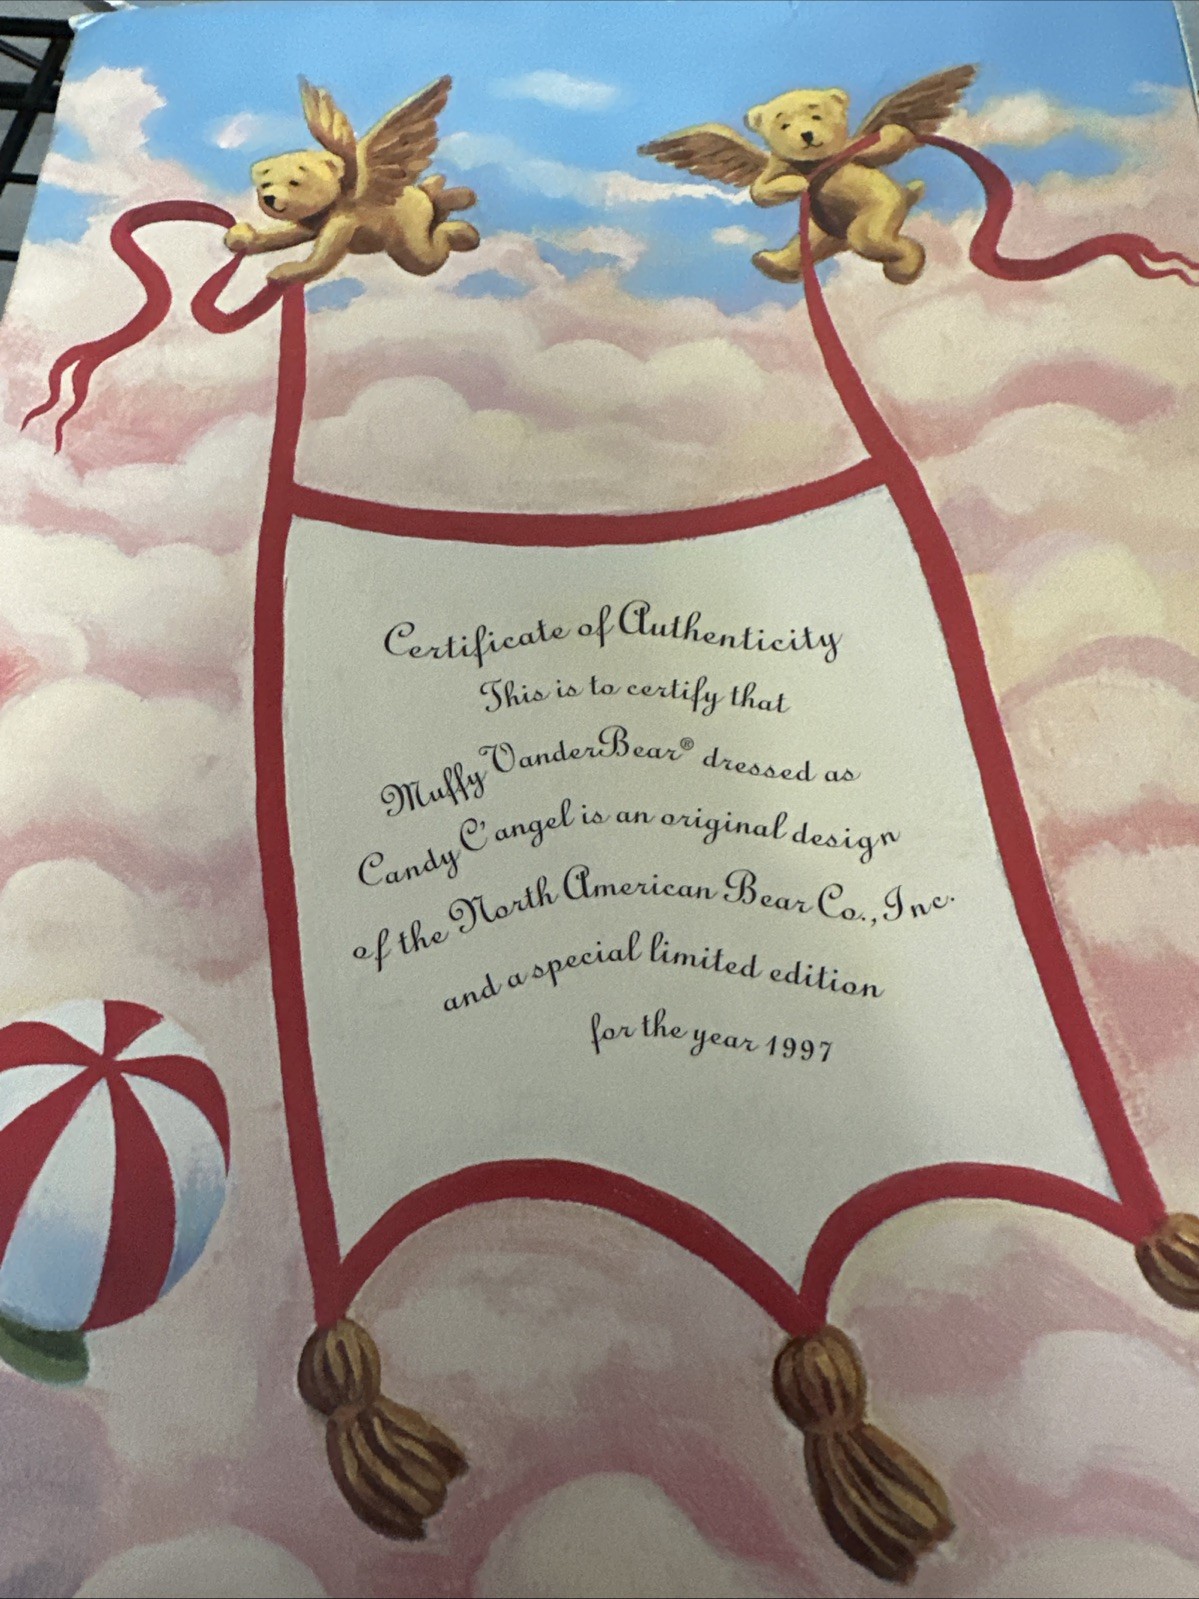 Certificate of Authenticity
This is to certify that
Muffy VanderBear® dressed as
Candy C'angel is an original design
of the North American Bear Co., Inc.
and a special limited edition
for the year 1997